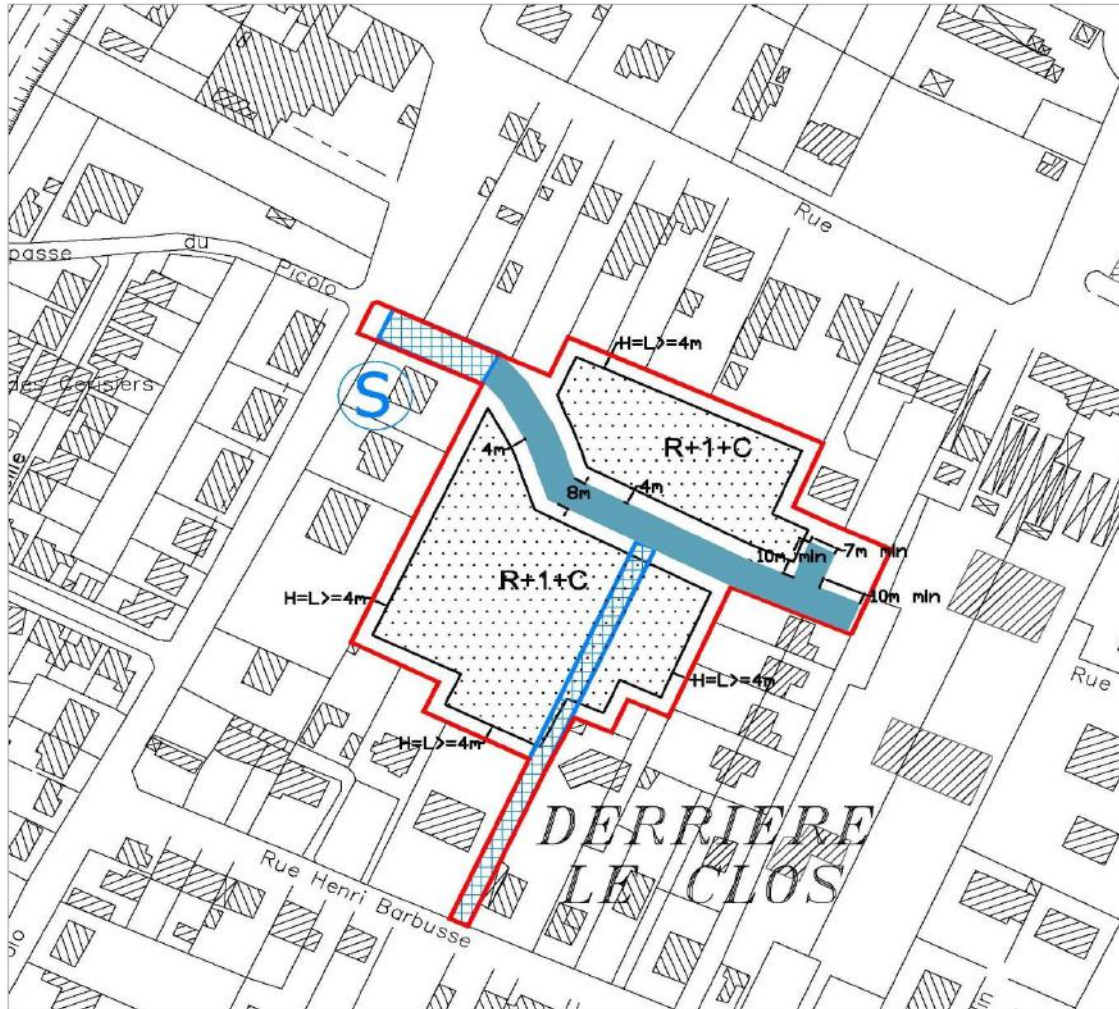 Rue
du
passe
Picolo
des Cerisiers
S
H=L>=4m
R+1+C
4m
4m
8m
10m min
7m min
R+1+C
10m min
H=L>=4m
H=L>=4m
Rue
H=L>=4m
DERRIERE
LE CLOS
Rue Henri Barbusse